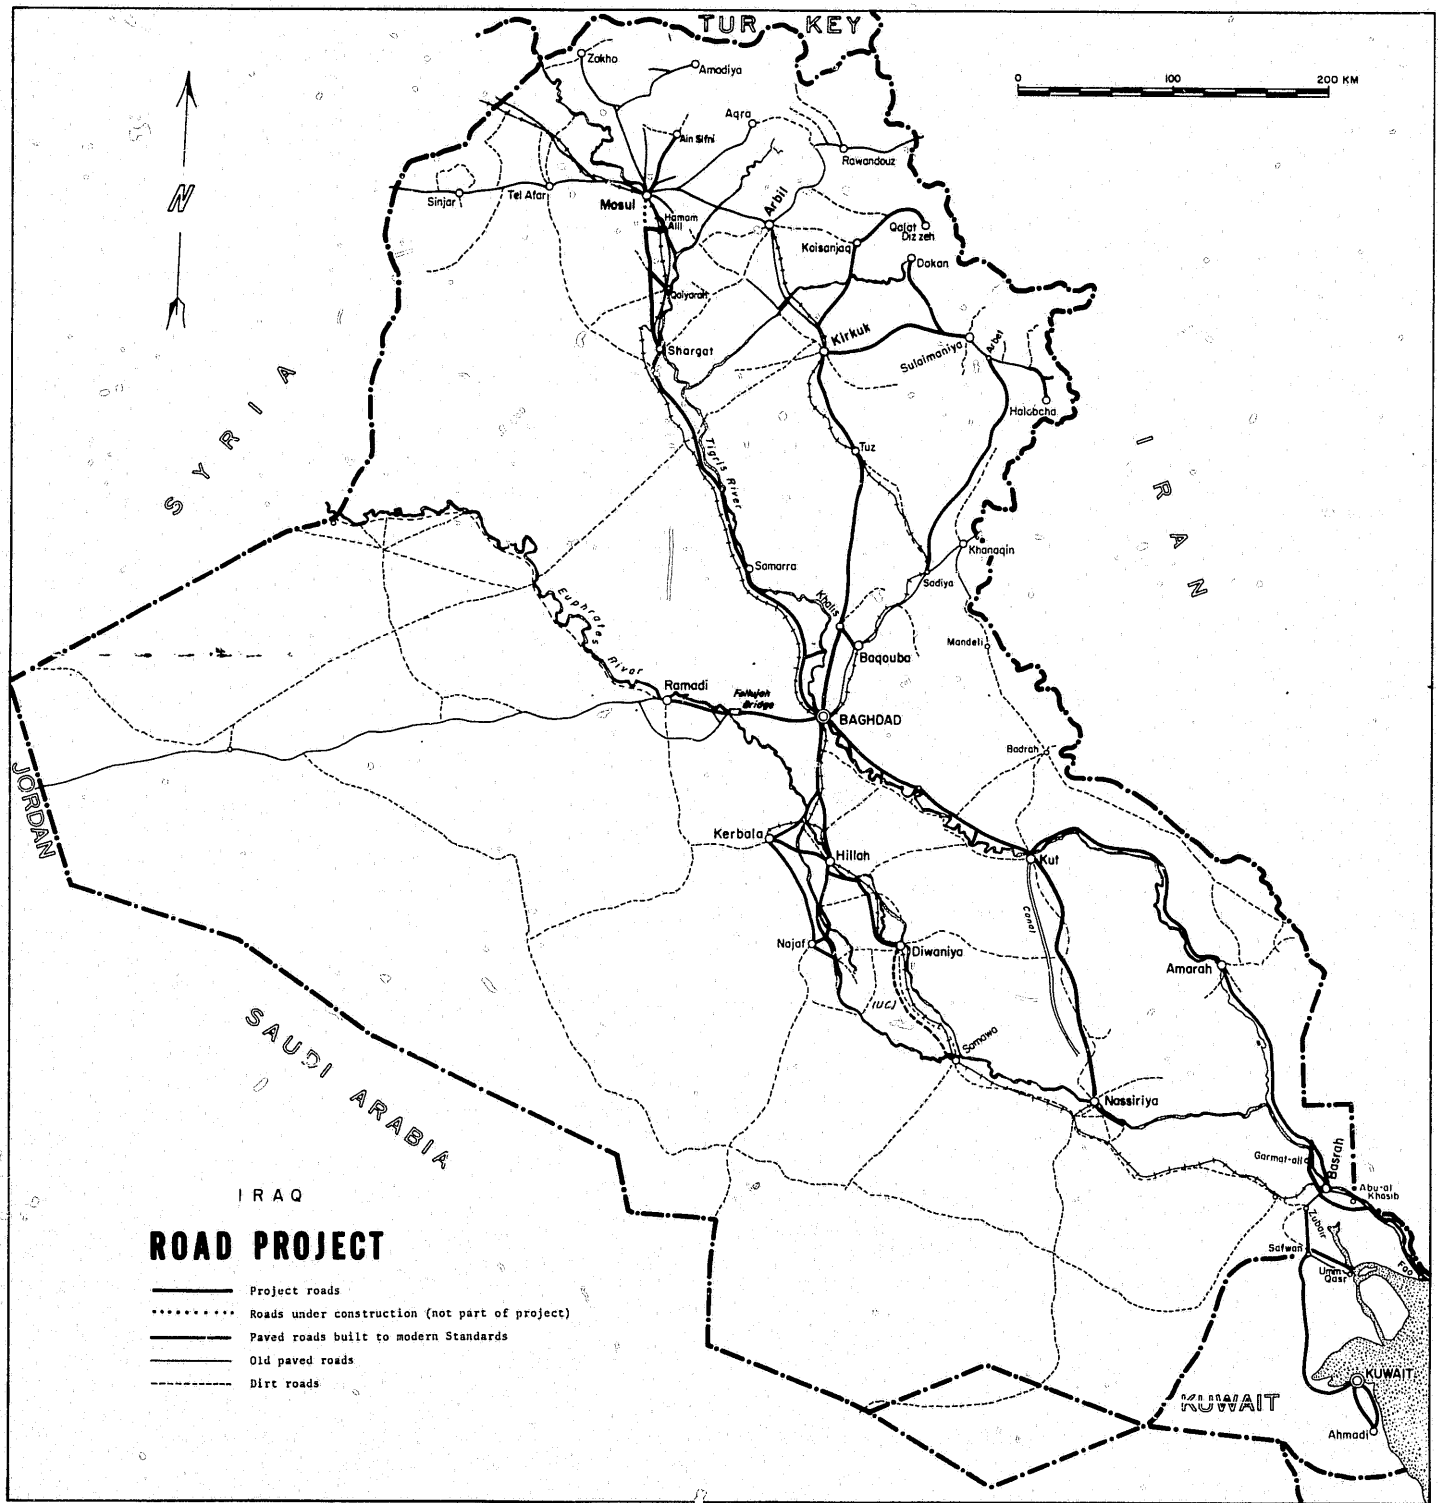 TURKEY
Zakho
Amadiya
0 100 200 KM
Aqra
Ain Sifni
Rawandouz
N
Sinjar
Tel Afar
Mosul
Arbil
Hamam
Alil
Qalat
Dizzeh
Koisanjaq
Dokan
Qaiyarah
Kirkuk
Shargat
Sulaimaniya
Arbet
SYRIA
Halabcha
IRAN
Tuz
Tigris River
Khanaqin
Samarra
Sadiya
Khalis
Euphrates River
Mandeli
Baqouba
Ramadi
Fallujah
Bridge
BAGHDAD
Badrah
JORDAN
Kerbala
Hillah
Kut
Canal
Najaf
Diwaniya
Amarah
(U.C.)
SAUDI ARABIA
Samawa
Nassiriya
Garmat-ali
Basrah
Abu-al
Khasib
Zubair
Safwan
Umm
Qasr
Fao
IRAQ
ROAD PROJECT
Project roads
Roads under construction (not part of project)
Paved roads built to modern Standards
Old paved roads
Dirt roads
KUWAIT
KUWAIT
Ahmadi